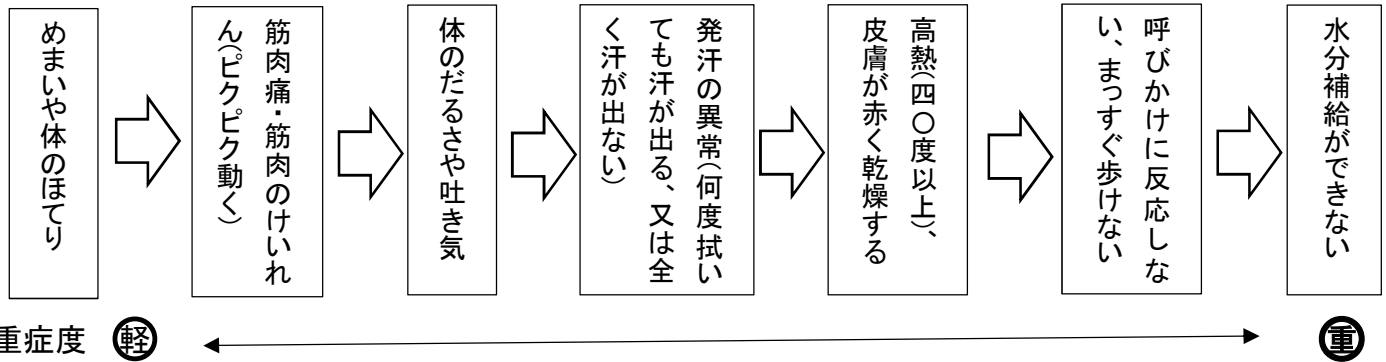 めまいや体のほてり
筋肉痛・筋肉のけいれ
ん(ピクピク動く)
体のだるさや吐き気
発汗の異常(何度拭い
ても汗が出る、又は全
く汗が出ない)
高熱(四〇度以上)、
皮膚が赤く乾燥する
呼びかけに反応しな
い、まっすぐ歩けない
水分補給ができない
重症度 軽 重